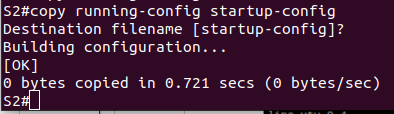 S2#copy running-config startup-config
Destination filename [startup-config]?
Building configuration...
[OK]
0 bytes copied in 0.721 secs (0 bytes/sec)
S2#